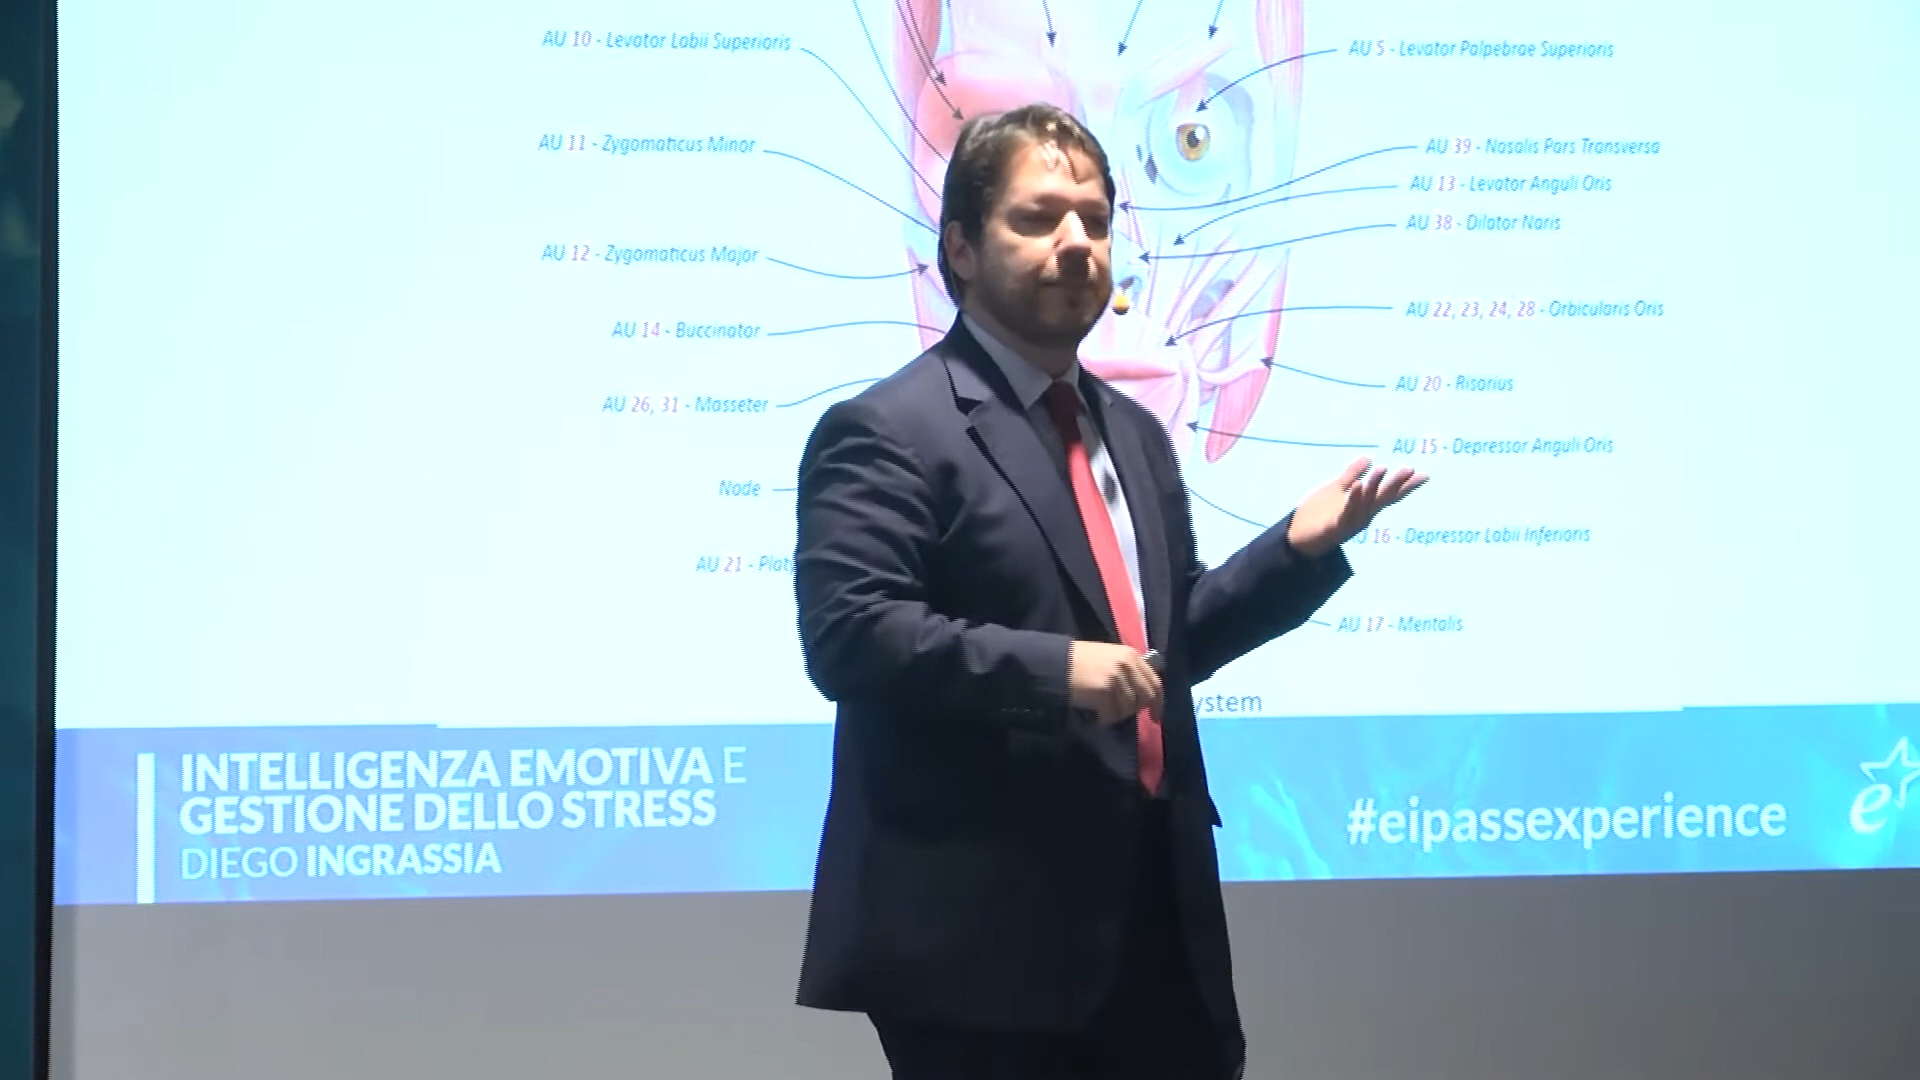 AU 10 - Levator Labii Superioris
AU 11 - Zygomaticus Minor
AU 12 - Zygomaticus Major
AU 14 - Buccinator
AU 26, 31 - Masseter
Node
AU 21 -
AU 5 - Levator Palpebrae Superioris
AU 39 - Nasalis Pars Transversa
AU 13 - Levator Anguli Oris
AU 38 - Dilator Naris
AU 22, 23, 24, 28 - Orbicularis Oris
AU 20 - Risorius
AU 15 - Depressor Anguli Oris
16 - Depressor Labii Inferioris
AU 17 - Mentalis
ystem
INTELLIGENZA EMOTIVA E
GESTIONE DELLO STRESS
DIEGO INGRASSIA
#eipassexperience
e